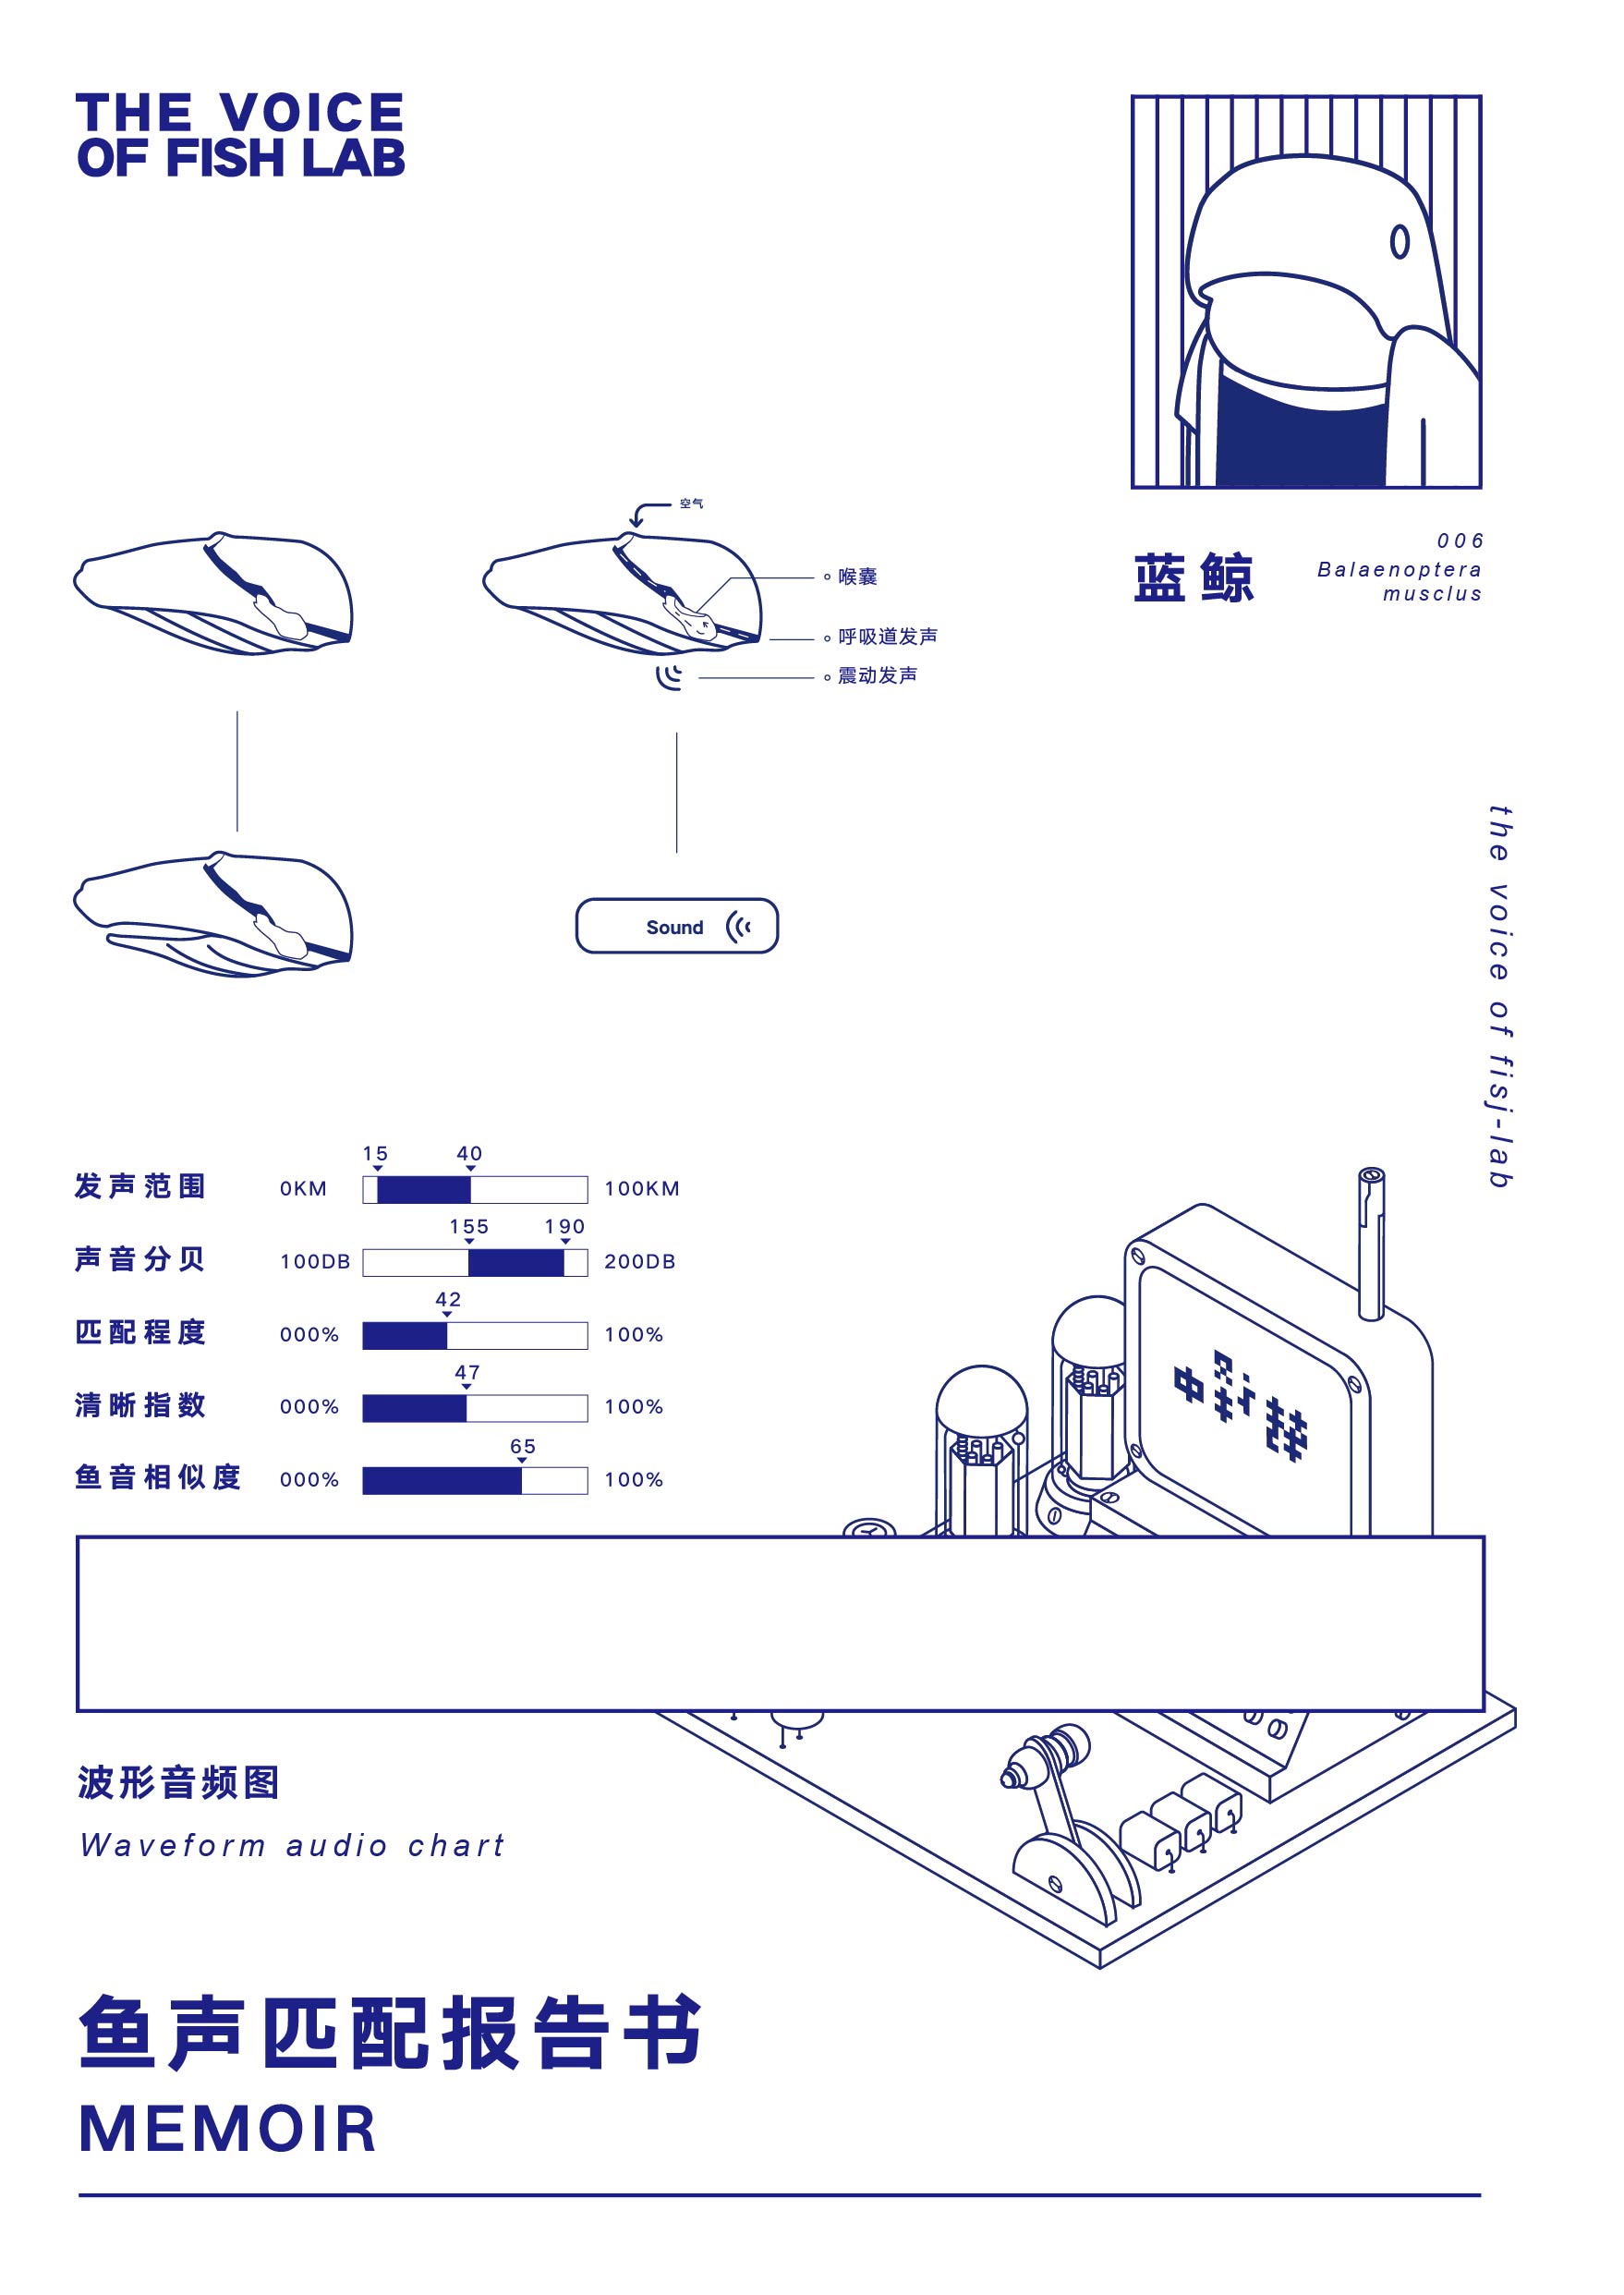 THE VOICE
OF FISH LAB
空气
喉囊
呼吸道发声
震动发声
Sound
蓝鲸
006
Balaenoptera
musclus
the voice of fisj-lab
15 40
发声范围 0KM 100KM
155 190
声音分贝 100DB 200DB
42
匹配程度 000% 100%
47
清晰指数 000% 100%
65
鱼音相似度 000% 100%
波形音频图
Waveform audio chart
鱼声匹配报告书
MEMOIR